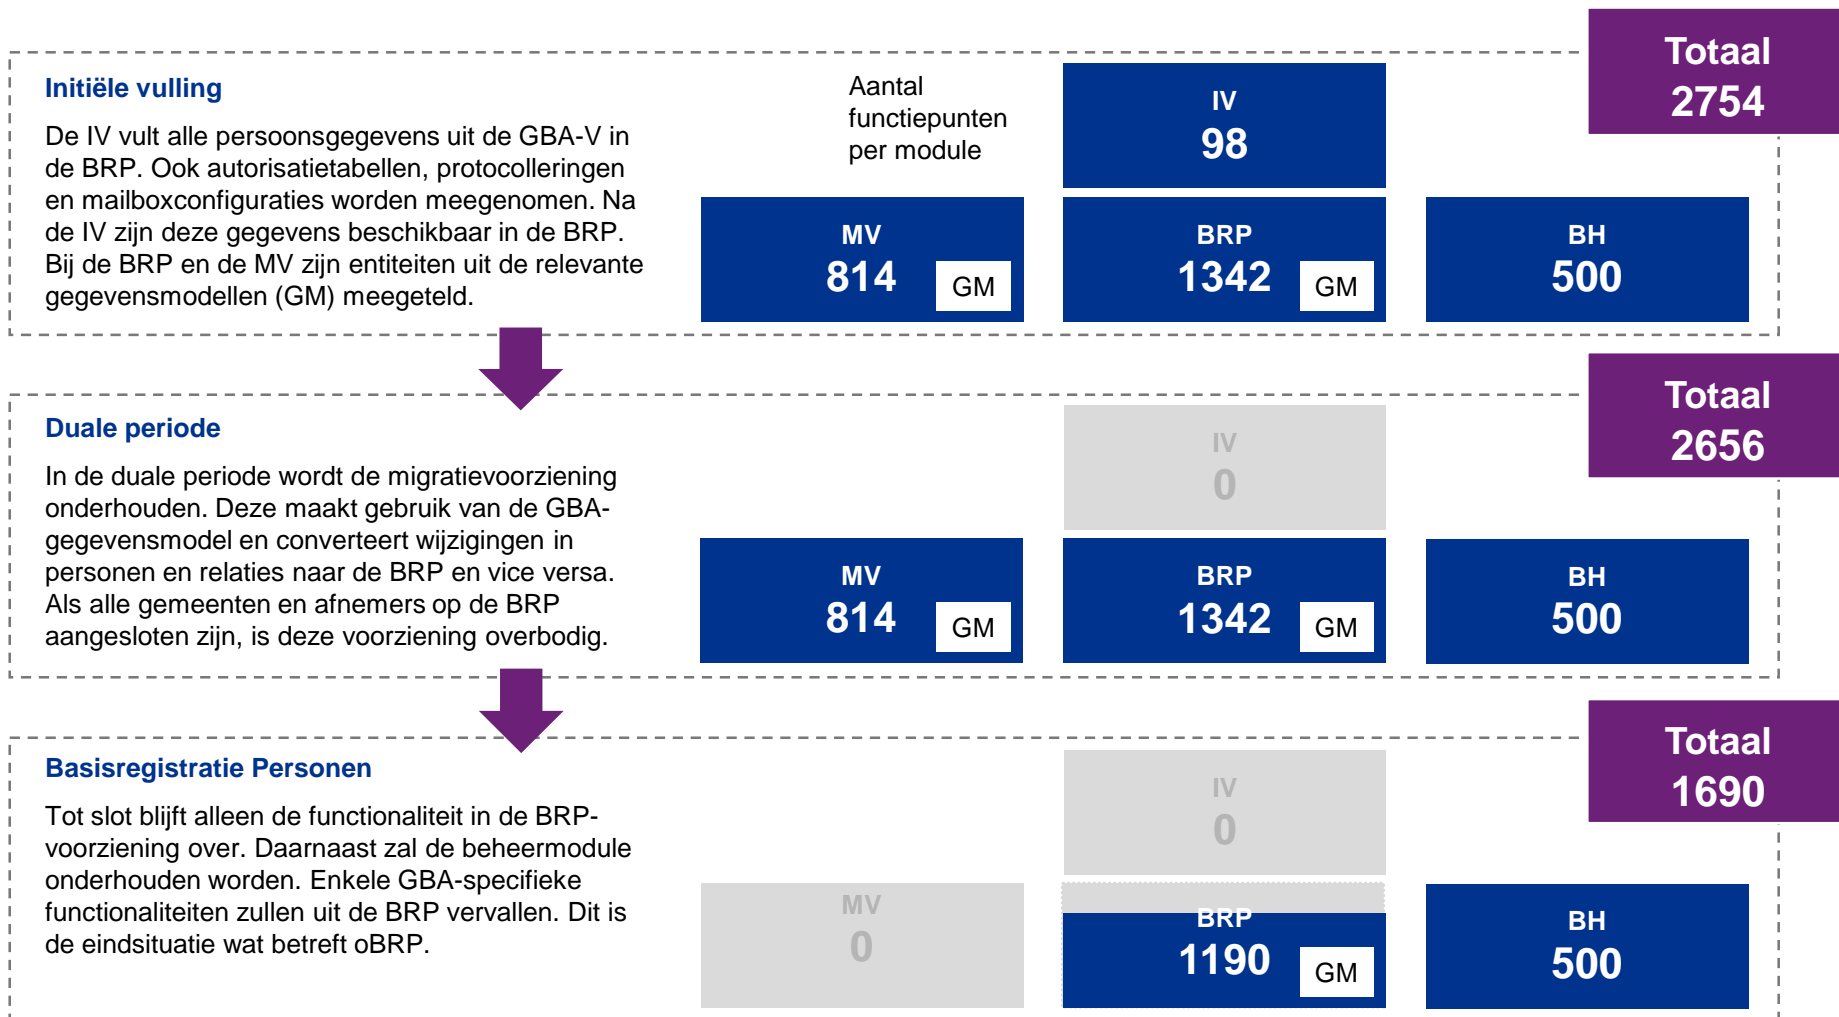 Totaal
2754
Initiële vulling
De IV vult alle persoonsgegevens uit de GBA-V in
de BRP. Ook autorisatietabellen, protocolleringen
en mailboxconfiguraties worden meegenomen. Na
de IV zijn deze gegevens beschikbaar in de BRP.
Bij de BRP en de MV zijn entiteiten uit de relevante
gegevensmodellen (GM) meegeteld.
Aantal
functiepunten
per module
IV
98
MV
814
GM
BRP
1342
GM
BH
500
Totaal
2656
Duale periode
In de duale periode wordt de migratievoorziening
onderhouden. Deze maakt gebruik van de GBA-
gegevensmodel en converteert wijzigingen in
personen en relaties naar de BRP en vice versa.
Als alle gemeenten en afnemers op de BRP
aangesloten zijn, is deze voorziening overbodig.
IV
0
MV
814
GM
BRP
1342
GM
BH
500
Totaal
1690
Basisregistratie Personen
Tot slot blijft alleen de functionaliteit in de BRP-
voorziening over. Daarnaast zal de beheermodule
onderhouden worden. Enkele GBA-specifieke
functionaliteiten zullen uit de BRP vervallen. Dit is
de eindsituatie wat betreft oBRP.
IV
0
MV
0
BRP
1190
GM
BH
500